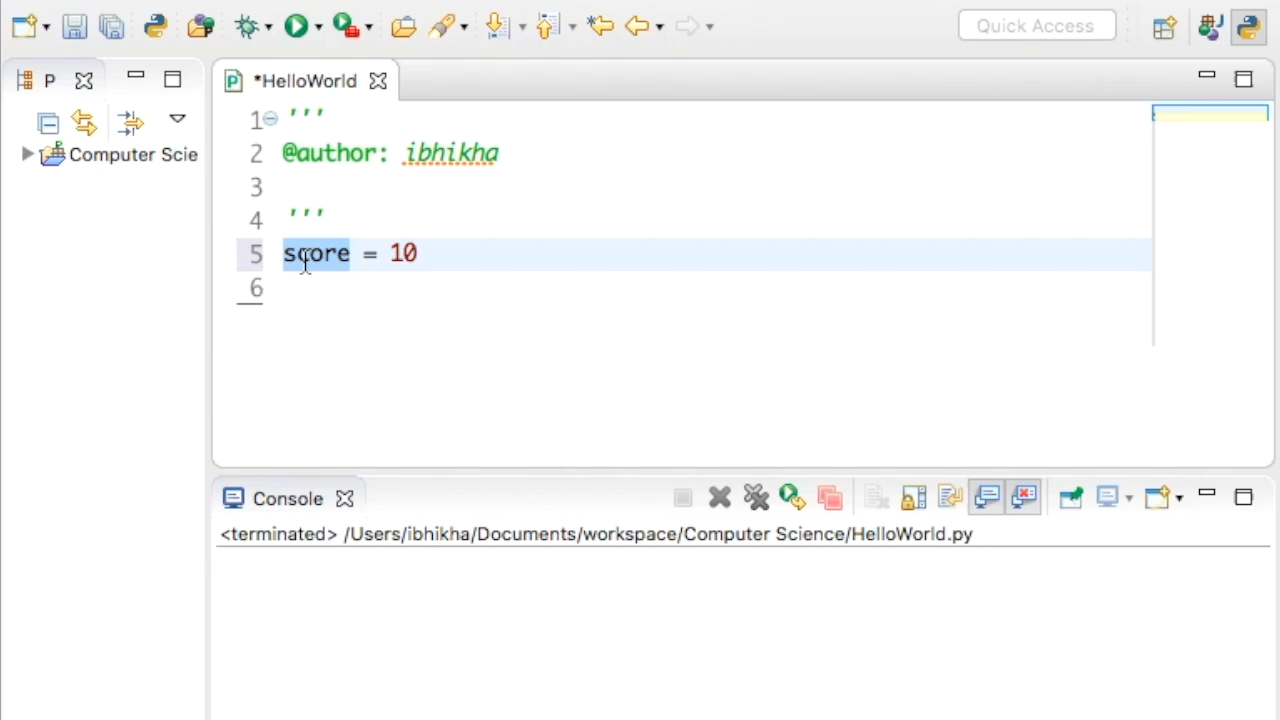 Quick Access
P
*HelloWorld
Computer Scie
1 '''
2 @author: ibhikha
3
4 '''
5 score = 10
6
Console
<terminated> /Users/ibhikha/Documents/workspace/Computer Science/HelloWorld.py